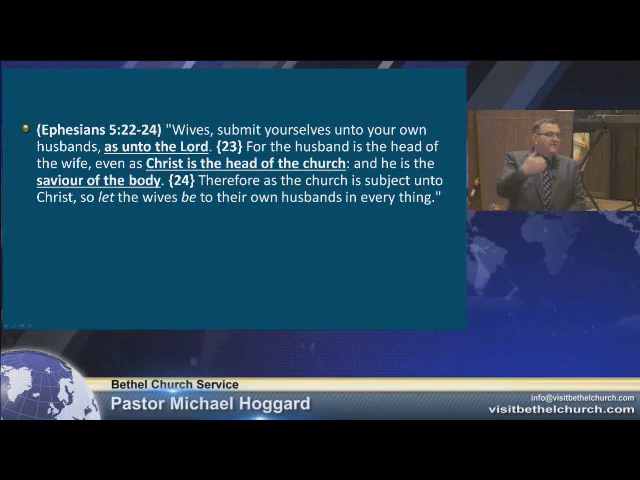 (Ephesians 5:22-24) "Wives, submit yourselves unto your own
husbands, as unto the Lord. {23} For the husband is the head of
the wife, even as Christ is the head of the church: and he is the
saviour of the body. {24} Therefore as the church is subject unto
Christ, so let the wives be to their own husbands in every thing."
Bethel Church Service
Pastor Michael Hoggard
info@visitbethelchurch.com
visitbethelchurch.com